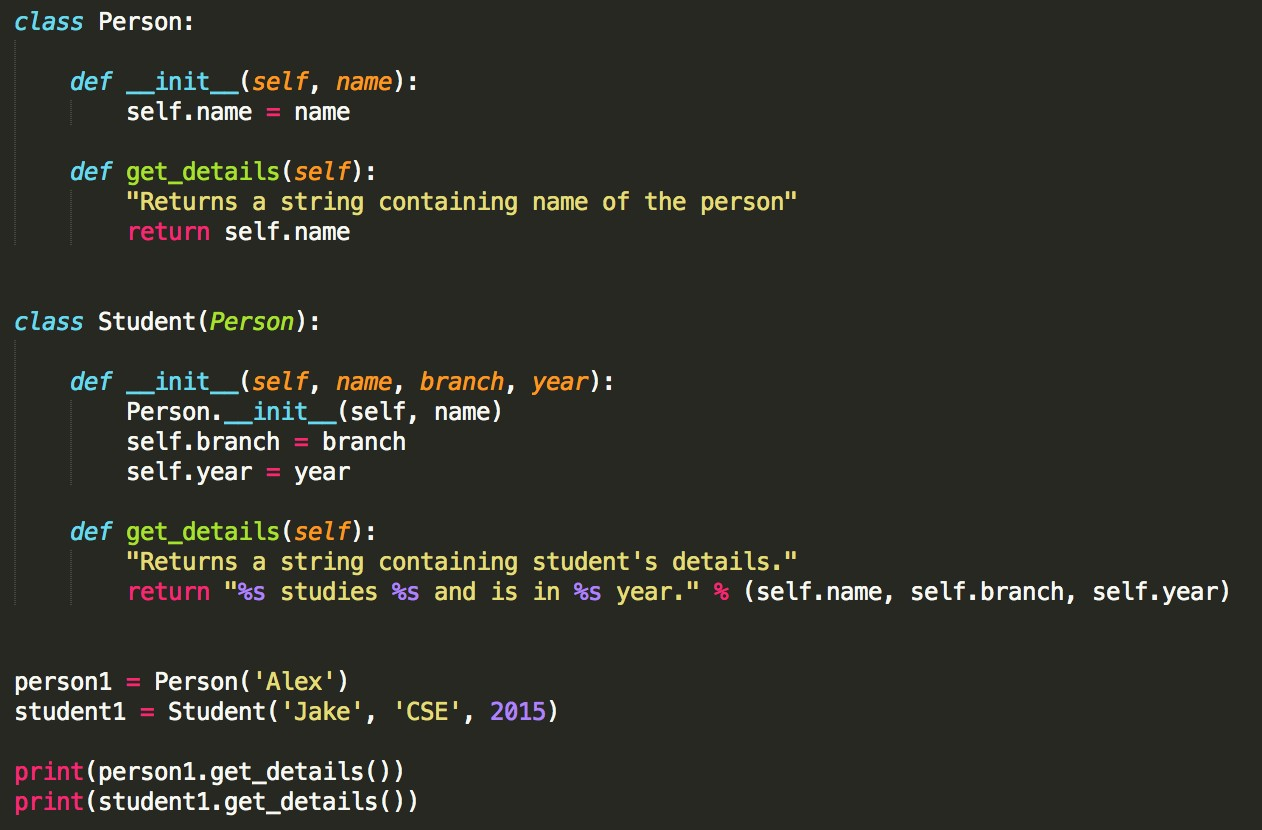 class Person:
    def __init__(self, name):
        self.name = name
    def get_details(self):
        "Returns a string containing name of the person"
        return self.name
class Student(Person):
    def __init__(self, name, branch, year):
        Person.__init__(self, name)
        self.branch = branch
        self.year = year
    def get_details(self):
        "Returns a string containing student's details."
        return "%s studies %s and is in %s year." % (self.name, self.branch, self.year)
person1 = Person('Alex')
student1 = Student('Jake', 'CSE', 2015)
print(person1.get_details())
print(student1.get_details())